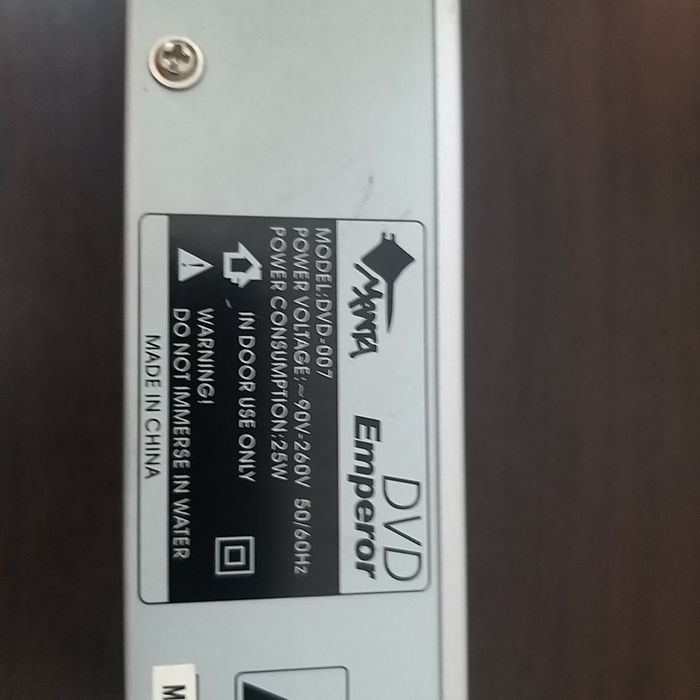 MANTA
DVD
Emperor
MODEL:DVD-007
POWER VOLTAGE:~90V-260V 50/60Hz
POWER CONSUMPTION:25W
IN DOOR USE ONLY
WARNING!
DO NOT IMMERSE IN WATER
MADE IN CHINA
M